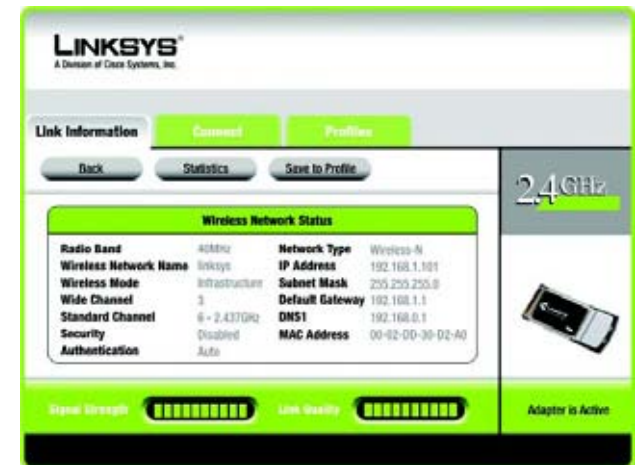 LINKSYS®
A Division of Cisco Systems, Inc.
Link Information
Connect
Profiles
Back
Statistics
Save to Profile
2.4GHz
Wireless Network Status
Radio Band 40MHz
Wireless Network Name linksys
Wireless Mode Infrastructure
Wide Channel 3
Standard Channel 6 - 2.437GHz
Security Disabled
Authentication Auto
Network Type Wireless-N
IP Address 192.168.1.101
Subnet Mask 255.255.255.0
Default Gateway 192.168.1.1
DNS1 192.168.0.1
MAC Address 00-02-DD-30-D2-A0
Signal Strength
Link Quality
Adapter is Active